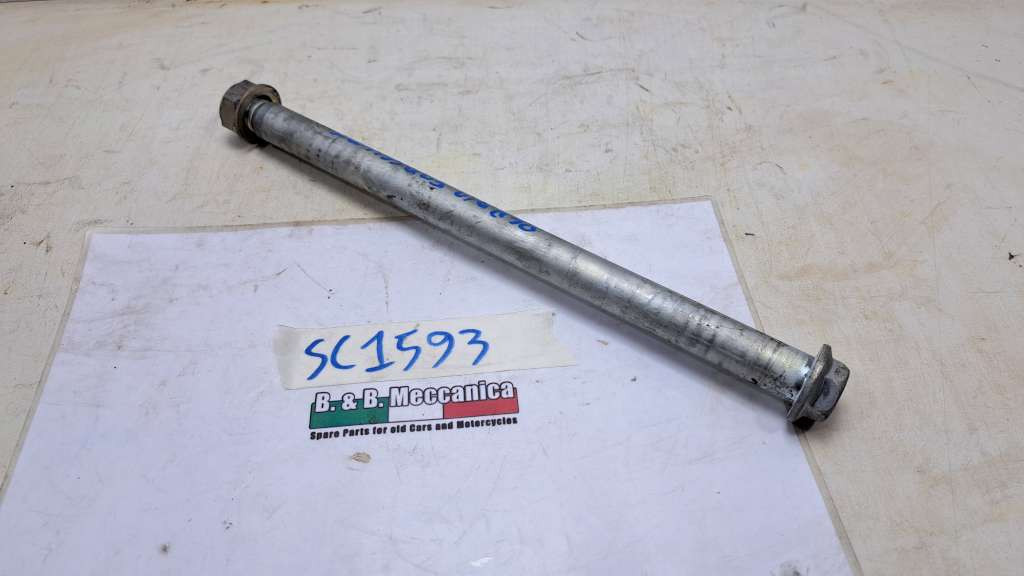 SC1593
B. & B. Meccanica
Spare Parts for old Cars and Motorcycles